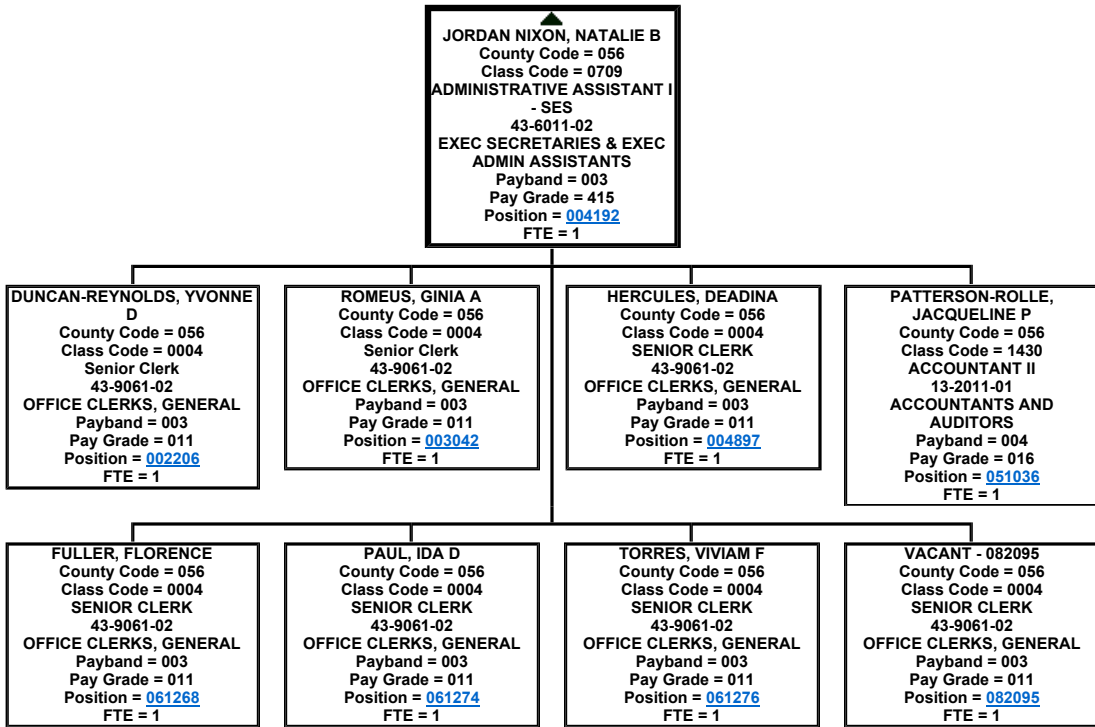 JORDAN NIXON, NATALIE B
County Code = 056
Class Code = 0709
ADMINISTRATIVE ASSISTANT I
- SES
43-6011-02
EXEC SECRETARIES & EXEC
ADMIN ASSISTANTS
Payband = 003
Pay Grade = 415
Position = 004192
FTE = 1
DUNCAN-REYNOLDS, YVONNE
D
County Code = 056
Class Code = 0004
Senior Clerk
43-9061-02
OFFICE CLERKS, GENERAL
Payband = 003
Pay Grade = 011
Position = 002206
FTE = 1
ROMEUS, GINIA A
County Code = 056
Class Code = 0004
Senior Clerk
43-9061-02
OFFICE CLERKS, GENERAL
Payband = 003
Pay Grade = 011
Position = 003042
FTE = 1
HERCULES, DEADINA
County Code = 056
Class Code = 0004
SENIOR CLERK
43-9061-02
OFFICE CLERKS, GENERAL
Payband = 003
Pay Grade = 011
Position = 004897
FTE = 1
PATTERSON-ROLLE,
JACQUELINE P
County Code = 056
Class Code = 1430
ACCOUNTANT II
13-2011-01
ACCOUNTANTS AND
AUDITORS
Payband = 004
Pay Grade = 016
Position = 051036
FTE = 1
FULLER, FLORENCE
County Code = 056
Class Code = 0004
SENIOR CLERK
43-9061-02
OFFICE CLERKS, GENERAL
Payband = 003
Pay Grade = 011
Position = 061268
FTE = 1
PAUL, IDA D
County Code = 056
Class Code = 0004
SENIOR CLERK
43-9061-02
OFFICE CLERKS, GENERAL
Payband = 003
Pay Grade = 011
Position = 061274
FTE = 1
TORRES, VIVIAM F
County Code = 056
Class Code = 0004
SENIOR CLERK
43-9061-02
OFFICE CLERKS, GENERAL
Payband = 003
Pay Grade = 011
Position = 061276
FTE = 1
VACANT - 082095
County Code = 056
Class Code = 0004
SENIOR CLERK
43-9061-02
OFFICE CLERKS, GENERAL
Payband = 003
Pay Grade = 011
Position = 082095
FTE = 1